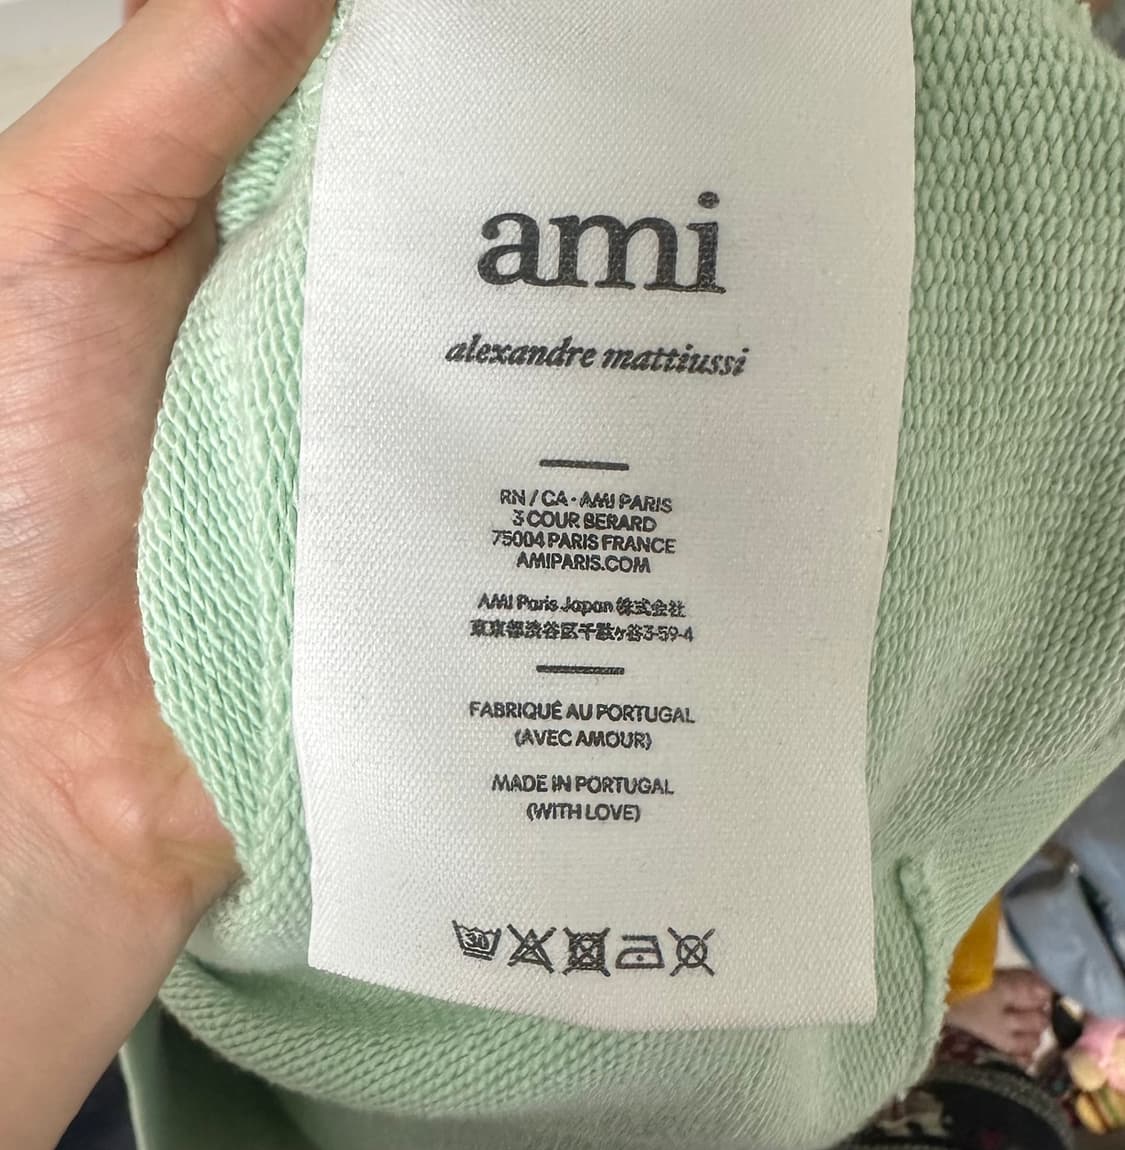 ami
alexandre mattiussi
RN / CA - AMI PARIS
3 COUR BERARD
75004 PARIS FRANCE
AMIPARIS.COM
AMI Paris Japan 株式会社
東京都渋谷区千駄ヶ谷3-59-4
FABRIQUÉ AU PORTUGAL
(AVEC AMOUR)
MADE IN PORTUGAL
(WITH LOVE)
30